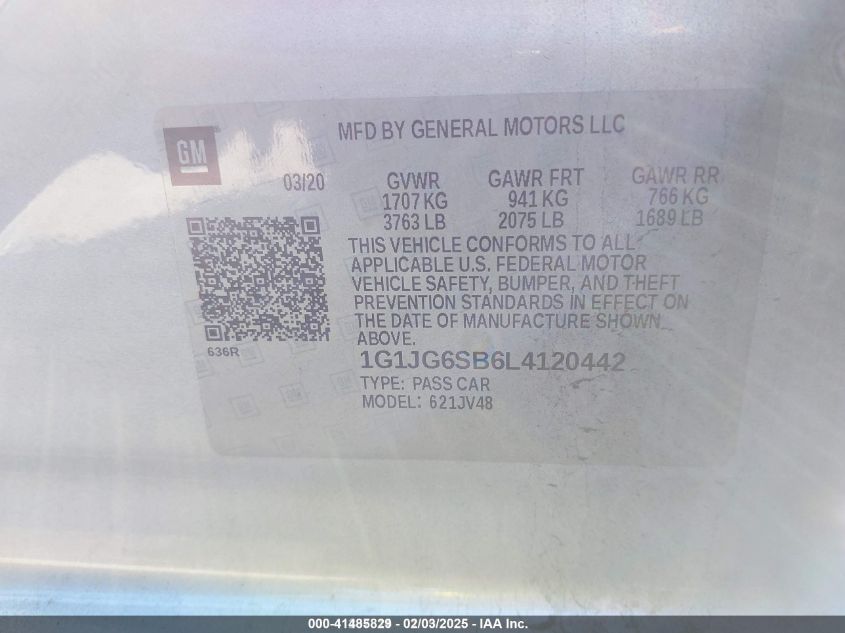 GM
MFD BY GENERAL MOTORS LLC
03/20
GVWR GAWR FRT GAWR RR
1707 KG 941 KG 766 KG
3763 LB 2075 LB 1689 LB
THIS VEHICLE CONFORMS TO ALL
APPLICABLE U.S. FEDERAL MOTOR
VEHICLE SAFETY, BUMPER, AND THEFT
PREVENTION STANDARDS IN EFFECT ON
THE DATE OF MANUFACTURE SHOWN
ABOVE.
636R
1G1JG6SB6L4120442
TYPE: PASS CAR
MODEL: 621JV48
000-41485829 - 02/03/2025 - IAA Inc.